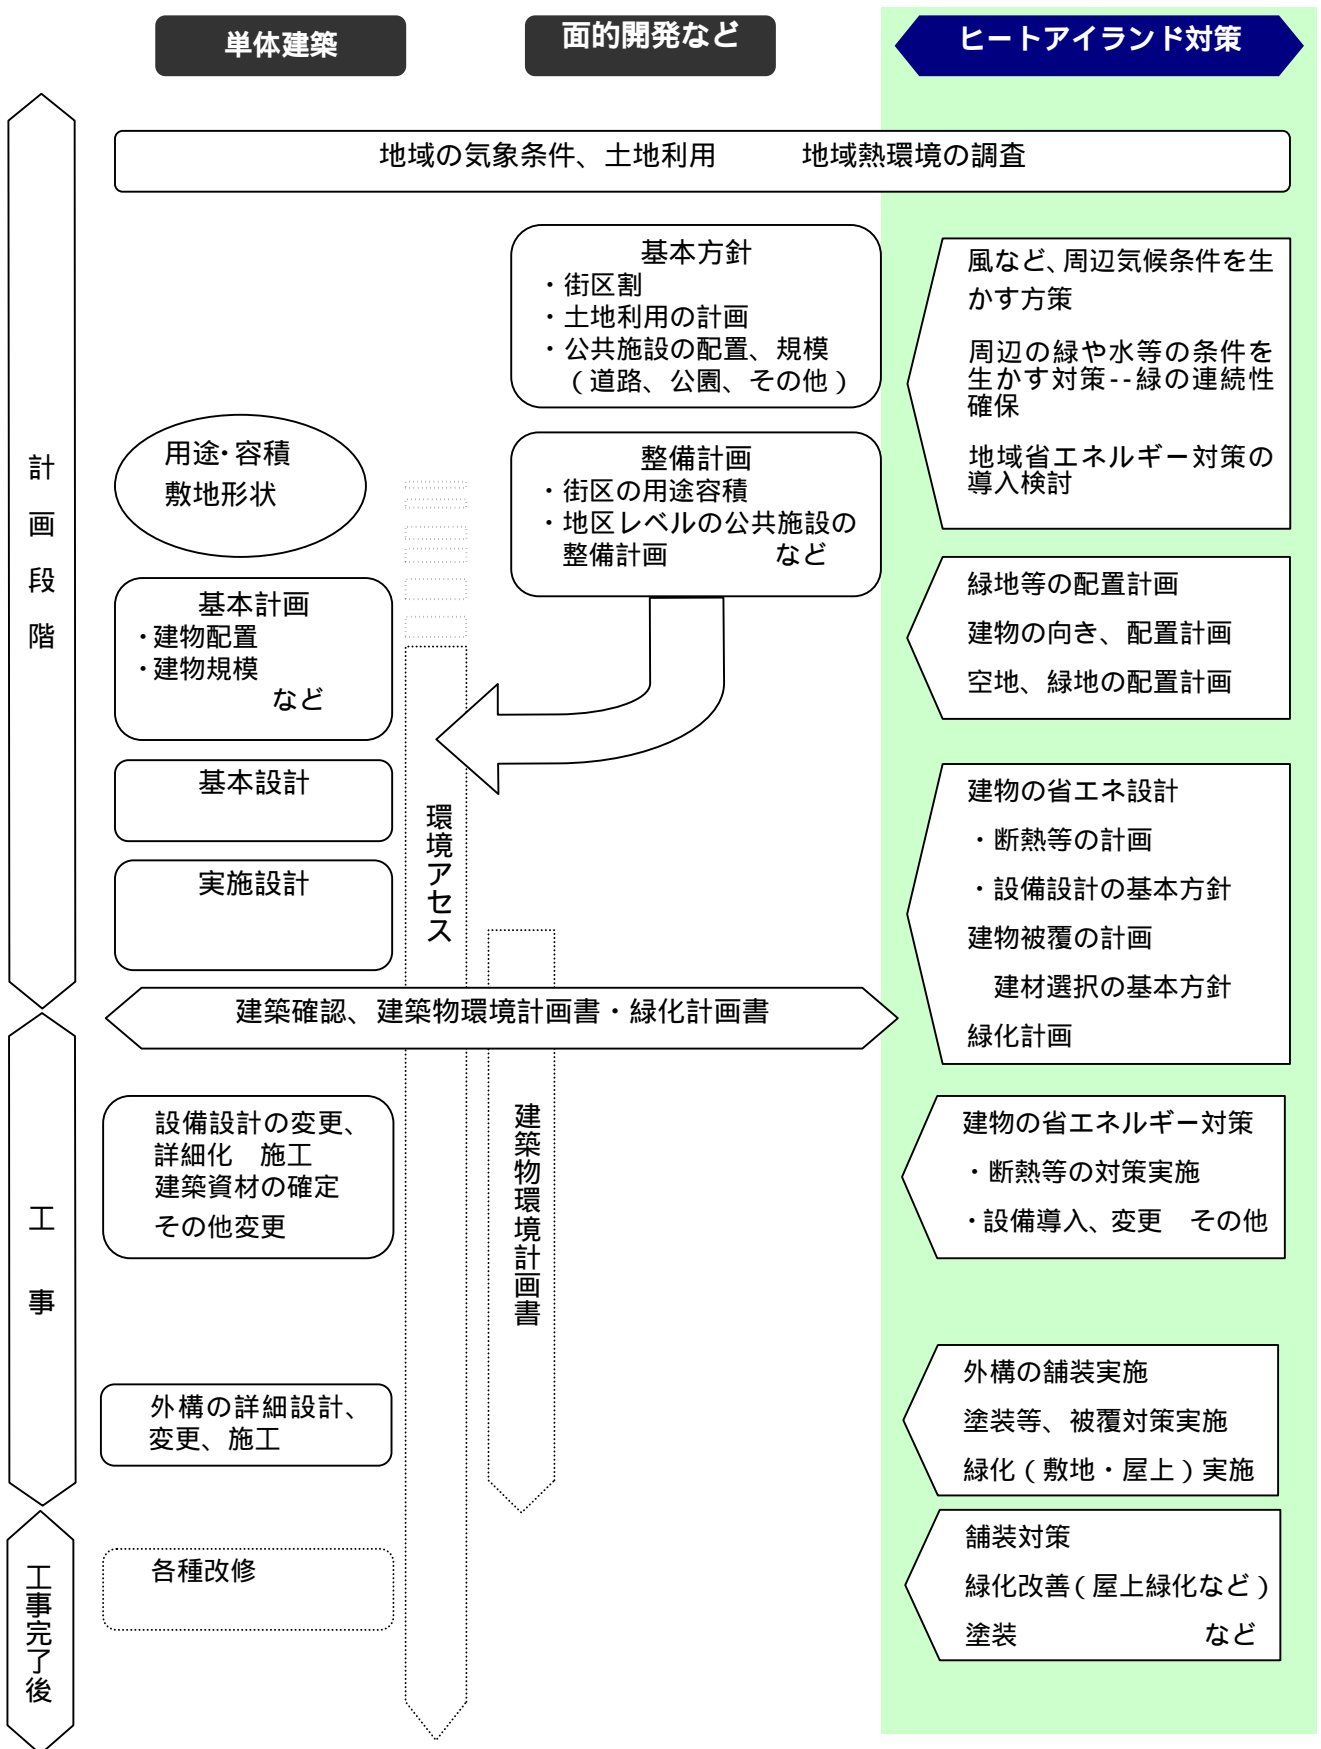 単体建築
面的開発など
ヒートアイランド対策
地域の気象条件、土地利用　　　地域熱環境の調査
計画段階
基本方針
・街区割
・土地利用の計画
・公共施設の配置、規模
（道路、公園、その他）
風など、周辺気候条件を生
かす方策
周辺の緑や水等の条件を
生かす対策--緑の連続性
確保
地域省エネルギー対策の
導入検討
用途・容積
敷地形状
整備計画
・街区の用途容積
・地区レベルの公共施設の
整備計画　　　　など
基本計画
・建物配置
・建物規模
など
緑地等の配置計画
建物の向き、配置計画
空地、緑地の配置計画
基本設計
実施設計
環境アセス
建物の省エネ設計
・断熱等の計画
・設備設計の基本方針
建物被覆の計画
建材選択の基本方針
緑化計画
建築確認、建築物環境計画書・緑化計画書
工事
設備設計の変更、
詳細化　施工
建築資材の確定
その他変更
建築物環境計画書
建物の省エネルギー対策
・断熱等の対策実施
・設備導入、変更　その他
外構の詳細設計、
変更、施工
外構の舗装実施
塗装等、被覆対策実施
緑化（敷地・屋上）実施
工事完了後
各種改修
舗装対策
緑化改善（屋上緑化など）
塗装　　　　　　　など